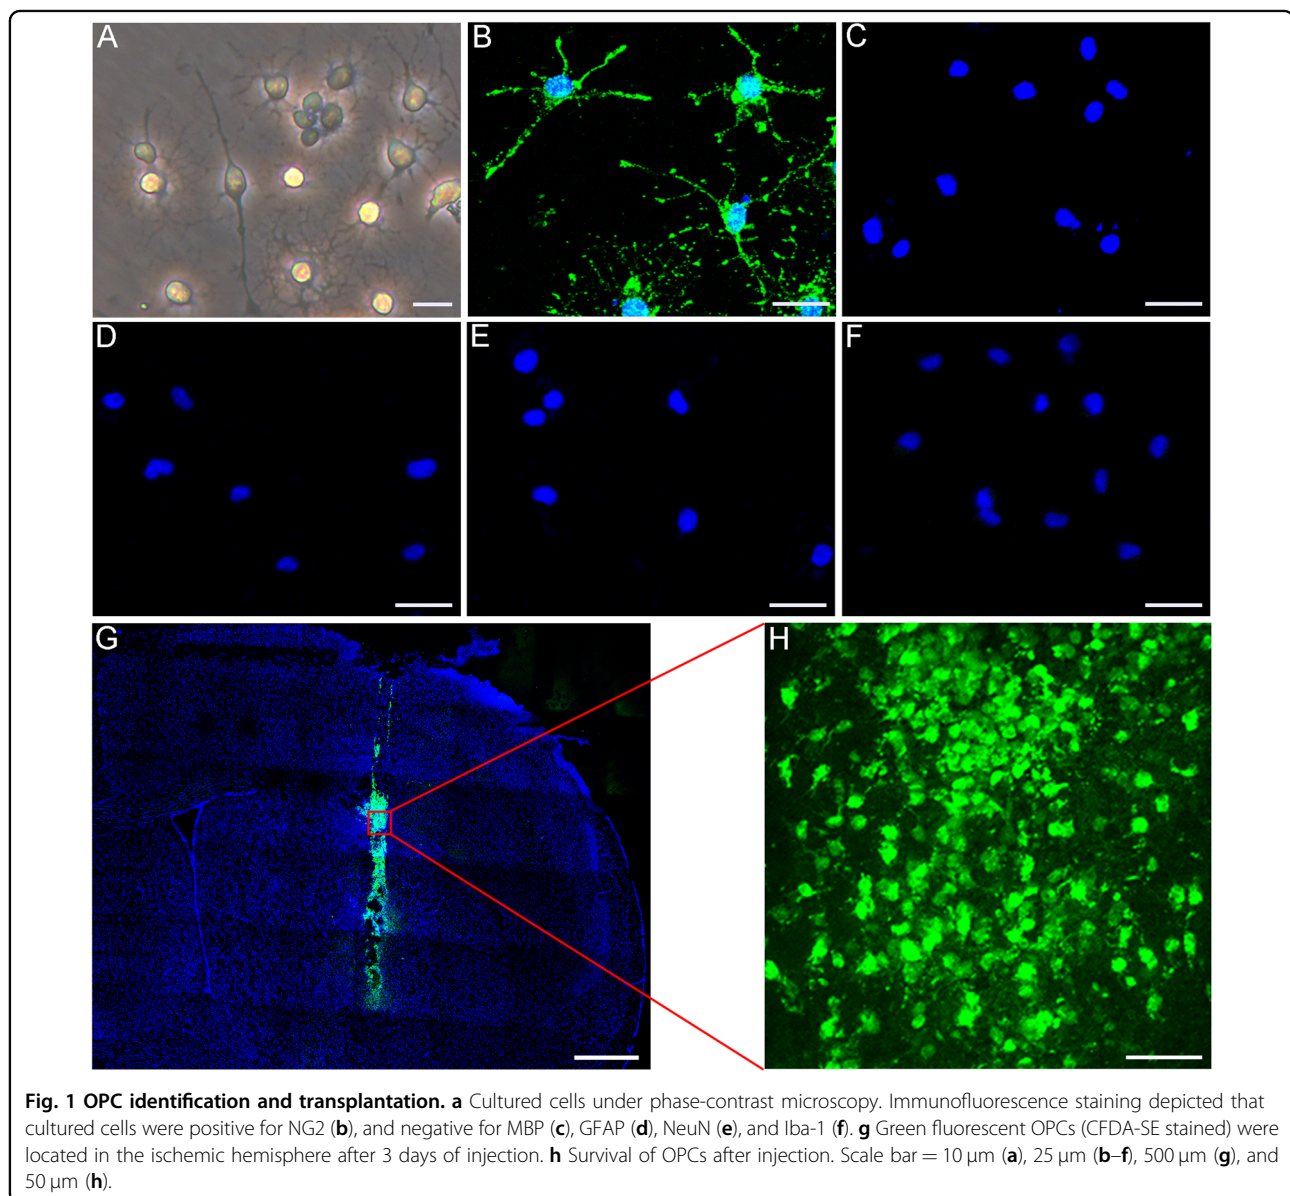 A
B
C
D
E
F
G
H
Fig. 1 OPC identification and transplantation. a Cultured cells under phase-contrast microscopy. Immunofluorescence staining depicted that
cultured cells were positive for NG2 (b), and negative for MBP (c), GFAP (d), NeuN (e), and Iba-1 (f). g Green fluorescent OPCs (CFDA-SE stained) were
located in the ischemic hemisphere after 3 days of injection. h Survival of OPCs after injection. Scale bar = 10 μm (a), 25 μm (b–f), 500 μm (g), and
50 μm (h).